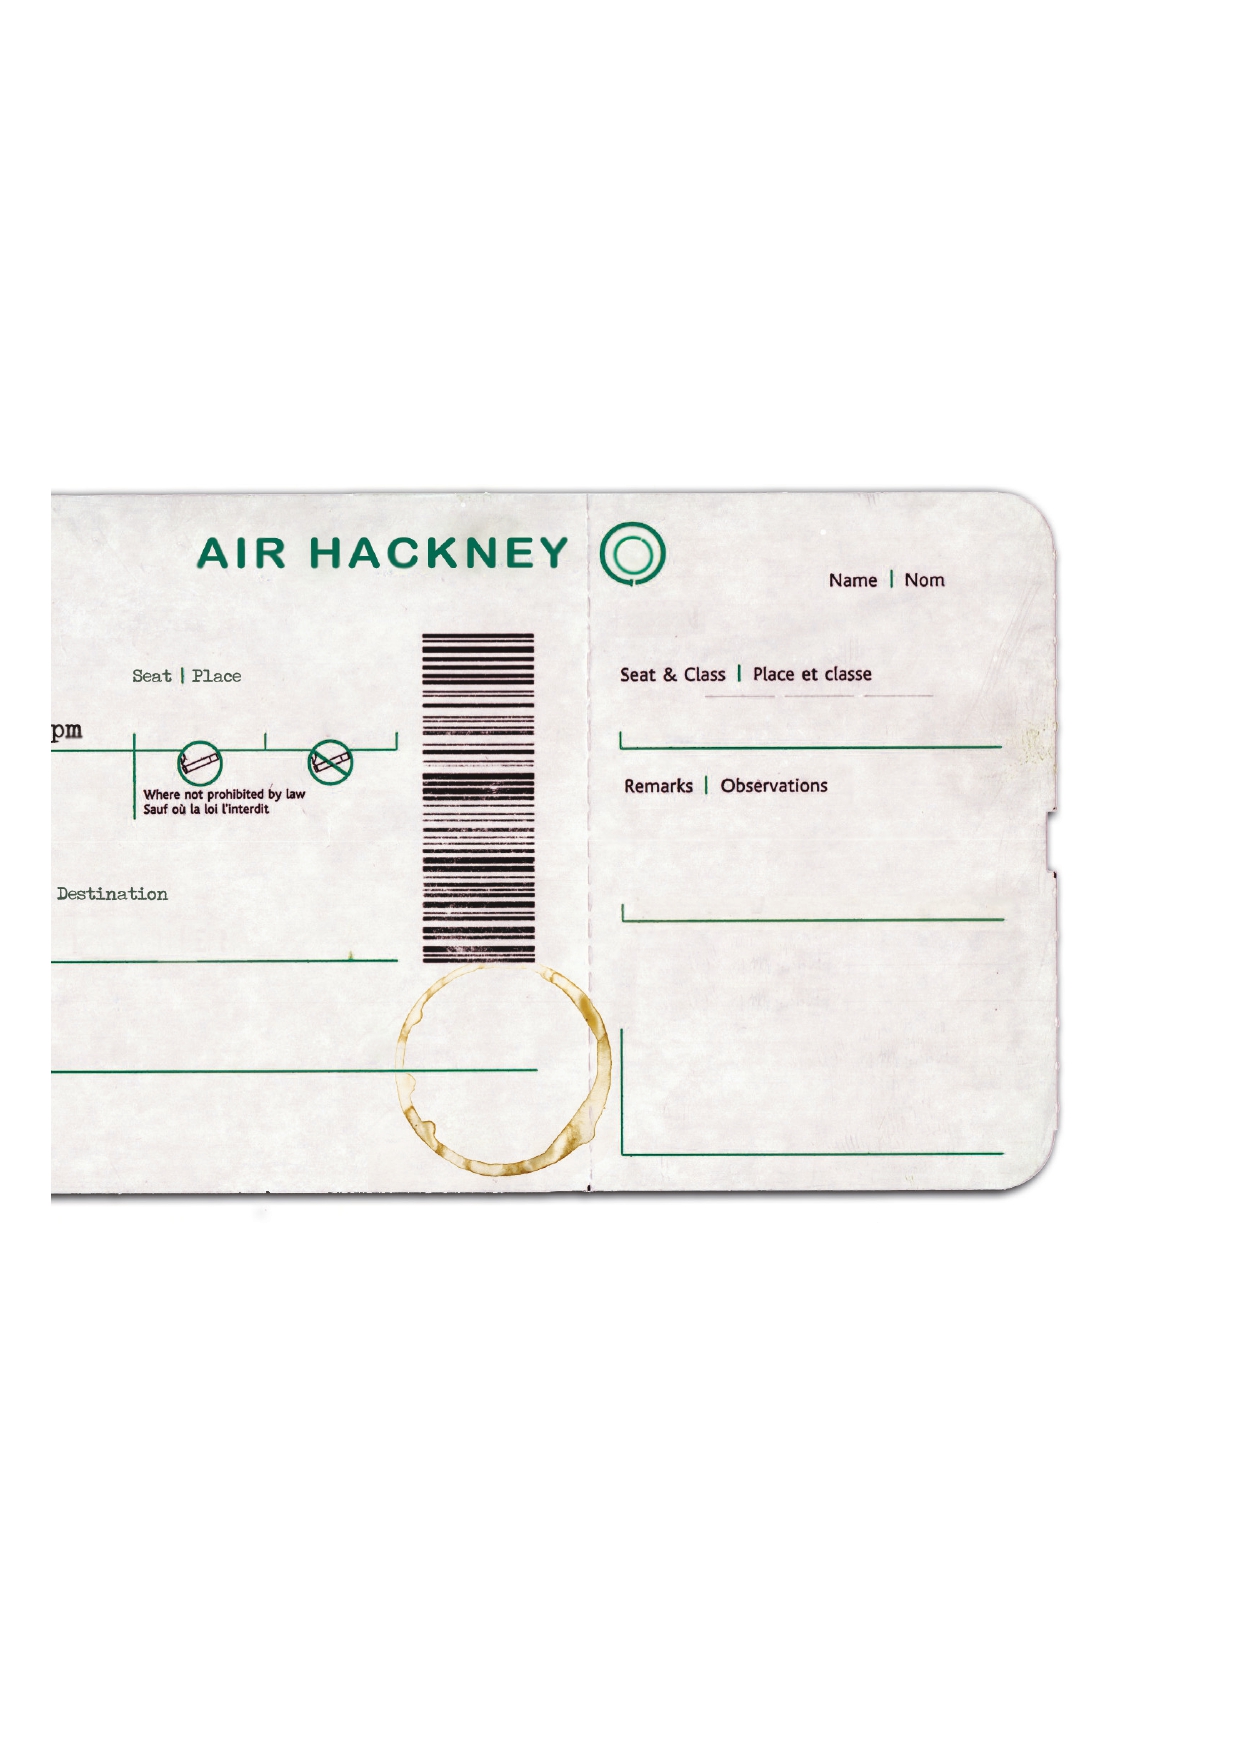 AIR HACKNEY
Name | Nom
Seat | Place
Seat & Class | Place et classe
pm
Where not prohibited by law
Sauf où la loi l'interdit
Remarks | Observations
Destination